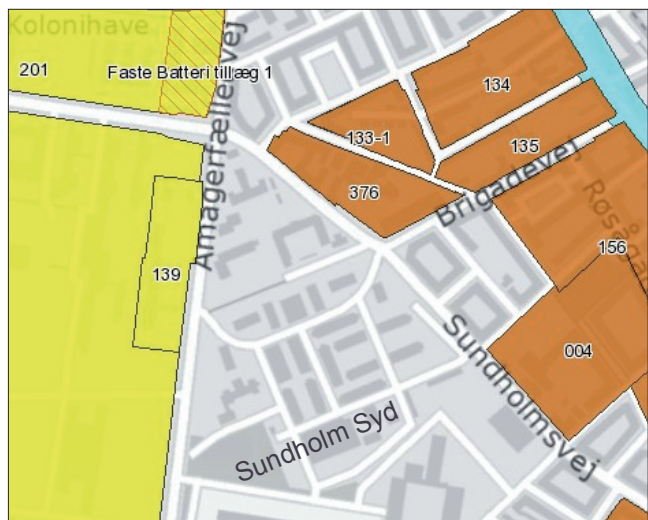 Kolonihave
201
Faste Batteri tillæg 1
Amagerfælledvej
134
133-1
135
376
Brigadevej
156
139
004
Sundholmsvej
Sundholm Syd